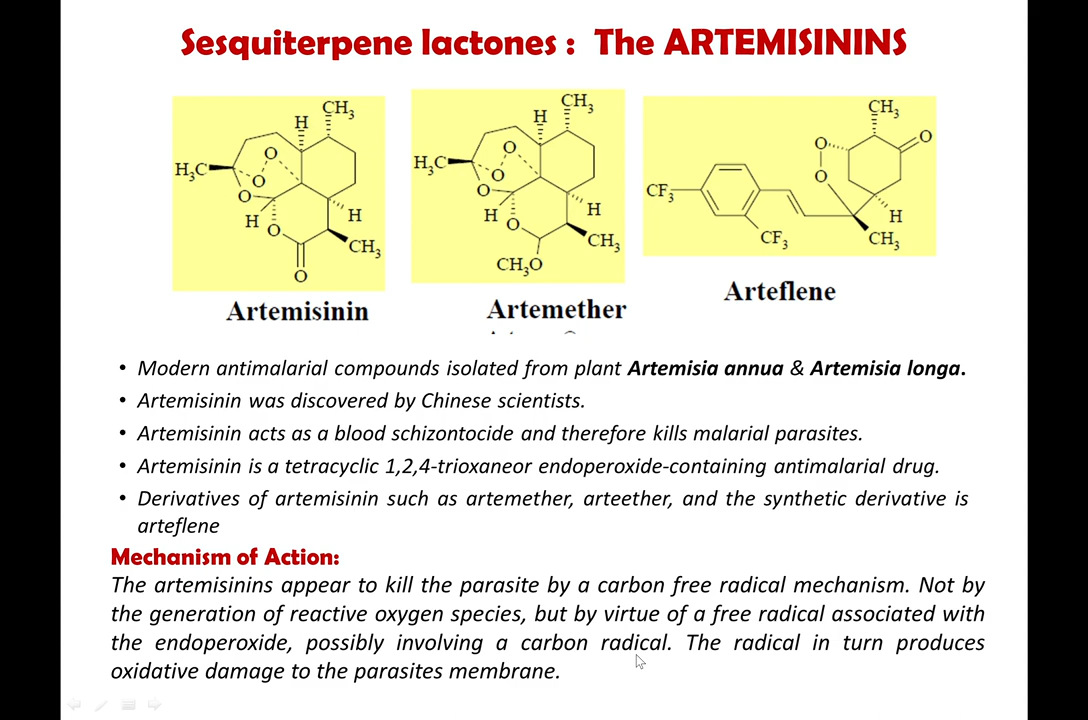 Sesquiterpene lactones :  The ARTEMISININS
CH3
H
H3C
O
O
O
H
O
H
CH3
O
Artemisinin
CH3
H
H3C
O
O
O
H
O
H
CH3
CH3O
Artemether
CH3
O
O
O
CF3
CF3
H
CH3
Arteflene
• Modern antimalarial compounds isolated from plant Artemisia annua & Artemisia longa.
• Artemisinin was discovered by Chinese scientists.
• Artemisinin acts as a blood schizontocide and therefore kills malarial parasites.
• Artemisinin is a tetracyclic 1,2,4-trioxaneor endoperoxide-containing antimalarial drug.
• Derivatives of artemisinin such as artemether, arteether, and the synthetic derivative is
arteflene
Mechanism of Action:
The artemisinins appear to kill the parasite by a carbon free radical mechanism. Not by
the generation of reactive oxygen species, but by virtue of a free radical associated with
the endoperoxide, possibly involving a carbon radical. The radical in turn produces
oxidative damage to the parasites membrane.